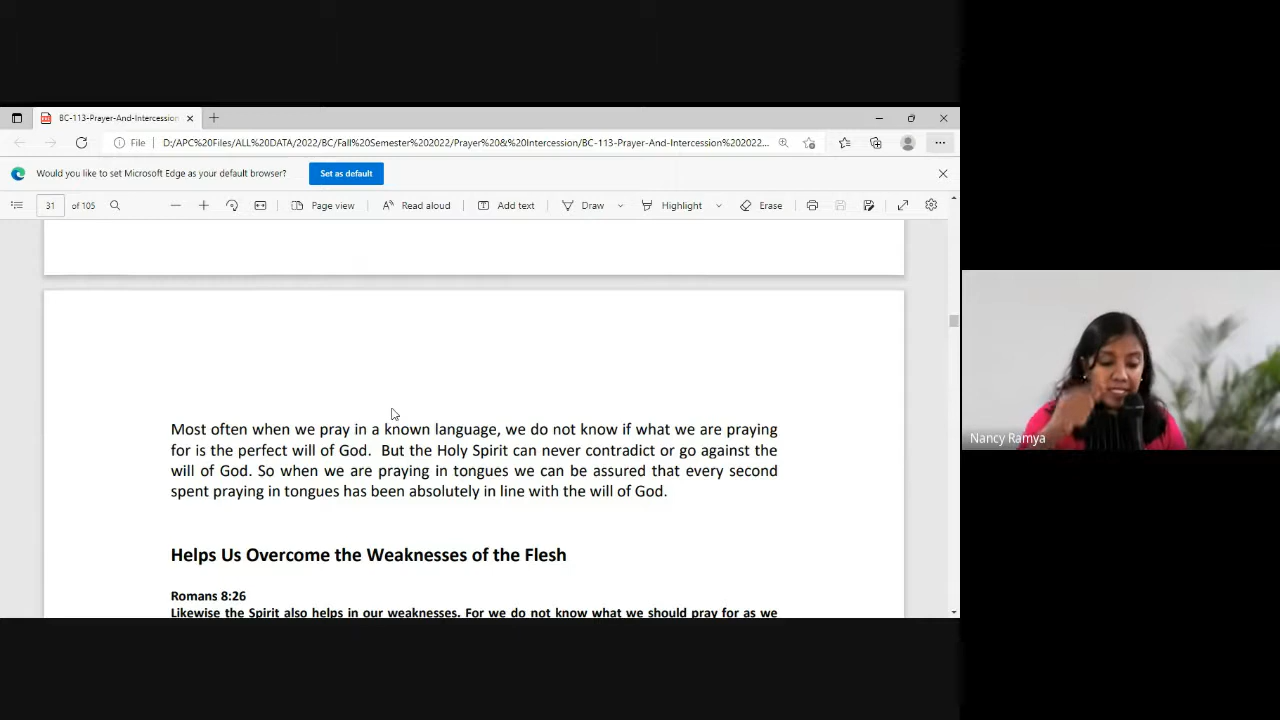 BC-113-Prayer-And-Intercession
File
D:/APC%20Files/ALL%20DATA/2022/BC/Fall%20Semester%202022/Prayer%20&%20Intercession/BC-113-Prayer-And-Intercession%202022...
Would you like to set Microsoft Edge as your default browser?
Set as default
31 of 105
Page view
Read aloud
Add text
Draw
Highlight
Erase
Most often when we pray in a known language, we do not know if what we are praying
for is the perfect will of God. But the Holy Spirit can never contradict or go against the
will of God. So when we are praying in tongues we can be assured that every second
spent praying in tongues has been absolutely in line with the will of God.
Helps Us Overcome the Weaknesses of the Flesh
Romans 8:26
Likewise the Spirit also helps in our weaknesses. For we do not know what we should pray for as we
Nancy Ramya